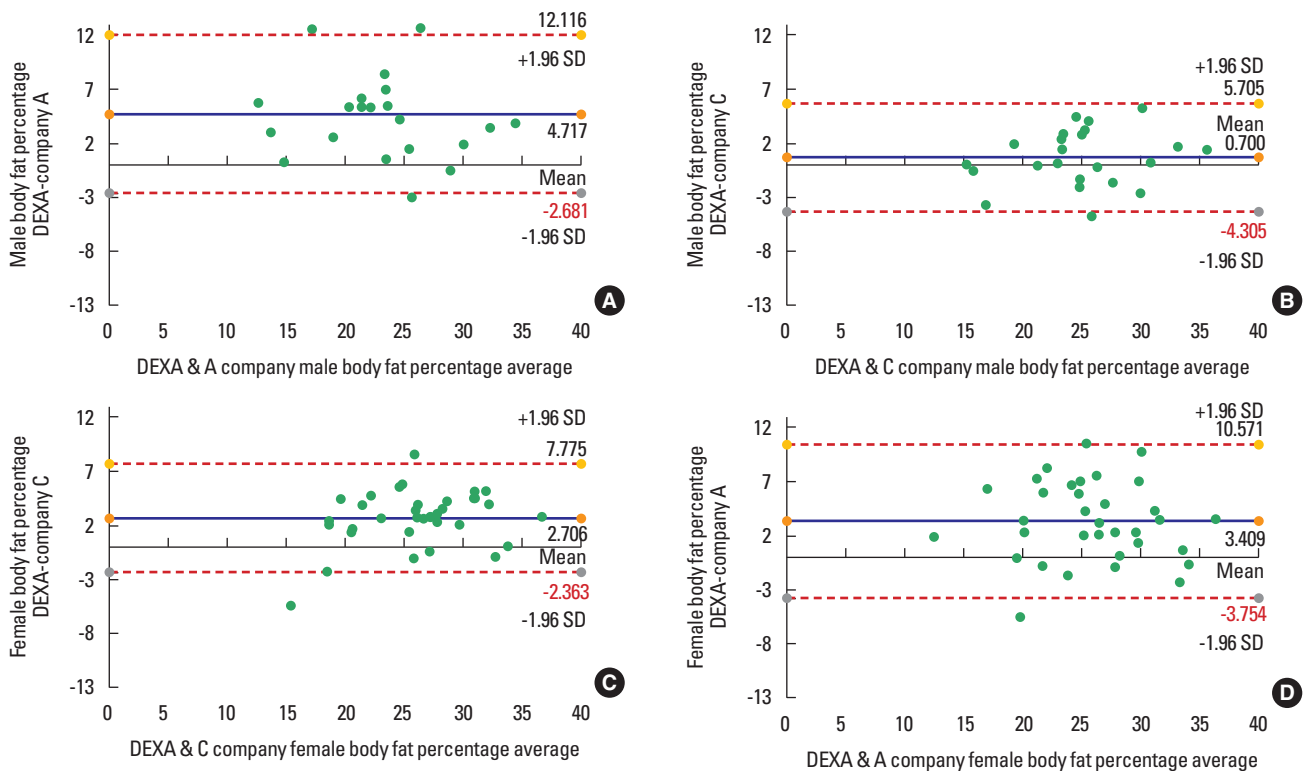 Male body fat percentage
DEXA-company A
12
7
2
-3
-8
-13
12.116
+1.96 SD
4.717
Mean
-2.681
-1.96 SD
A
0 5 10 15 20 25 30 35 40
DEXA & A company male body fat percentage average
Male body fat percentage
DEXA-company C
12
7
2
-3
-8
-13
+1.96 SD
5.705
Mean
0.700
-4.305
-1.96 SD
B
0 5 10 15 20 25 30 35 40
DEXA & C company male body fat percentage average
Female body fat percentage
DEXA-company C
12
7
2
-3
-8
-13
+1.96 SD
7.775
2.706
Mean
-2.363
-1.96 SD
C
0 5 10 15 20 25 30 35 40
DEXA & C company female body fat percentage average
Female body fat percentage
DEXA-company A
12
7
2
-3
-8
-13
+1.96 SD
10.571
3.409
Mean
-3.754
-1.96 SD
D
0 5 10 15 20 25 30 35 40
DEXA & A company female body fat percentage average